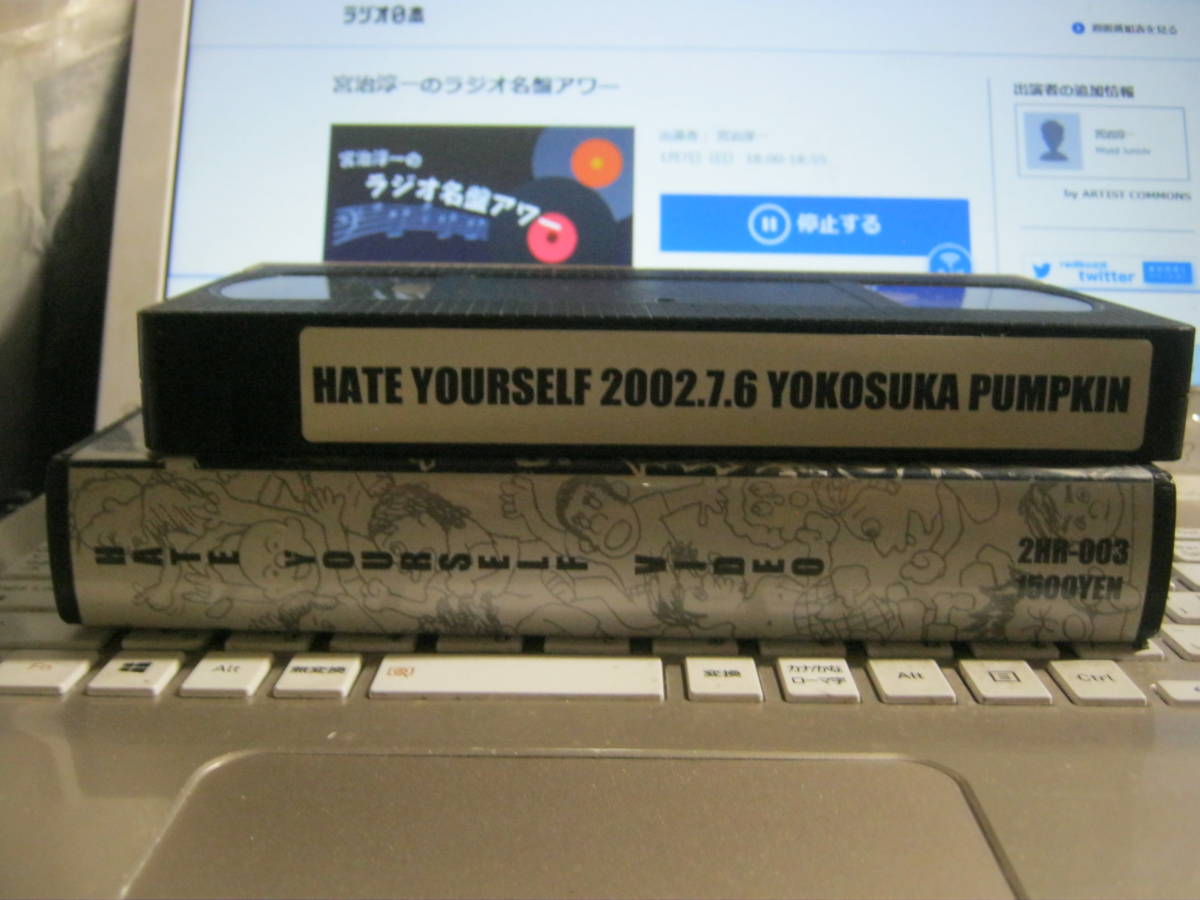 ラジオ日本
宮治淳一のラジオ名盤アワー
出演者の追加情報
宮治淳一の
ラジオ名盤アワー
停止する
by ARTIST COMMONS
twitter
HATE YOURSELF 2002.7.6 YOKOSUKA PUMPKIN
HATE YOURSELF VIDEO
2HR-003
1500YEN
Fn
Alt
無変換
変換
カタカナ
ローマ字
Alt
Ctrl